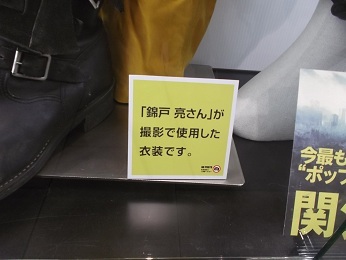 「錦戸 亮さん」が
撮影で使用した
衣装です。
今最も
“ポップ
関